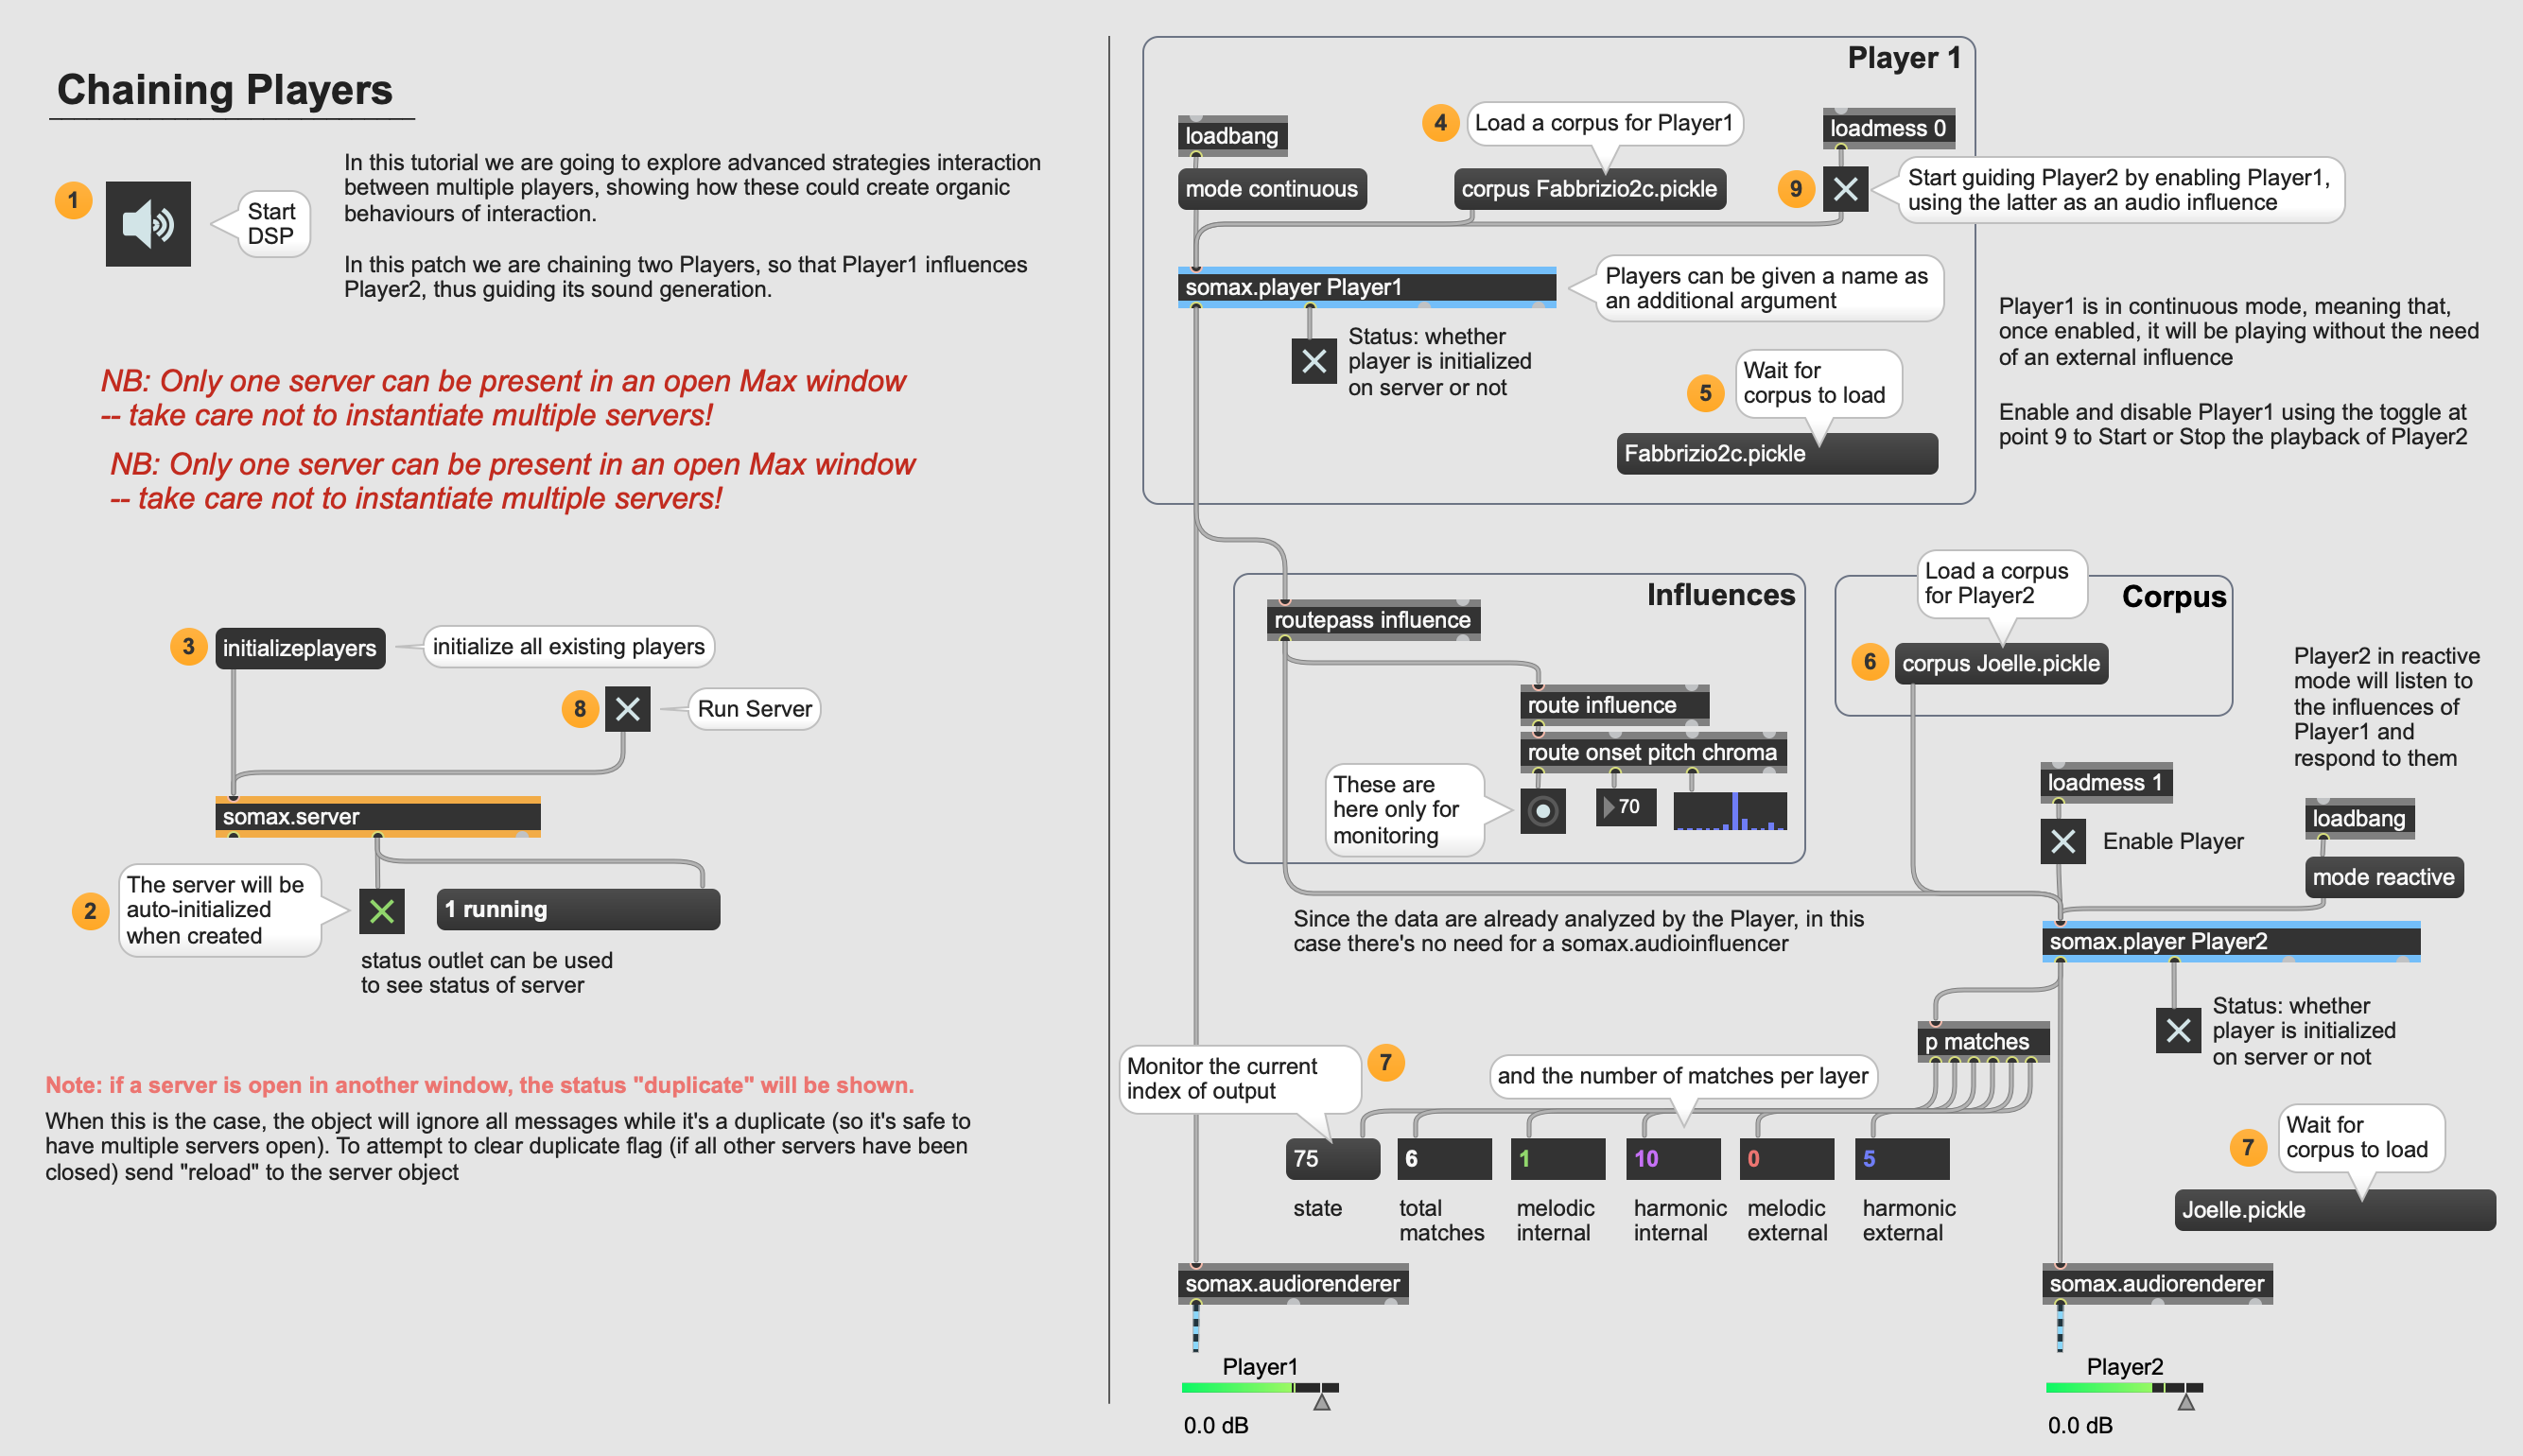 Chaining Players
1
Start
DSP
In this tutorial we are going to explore advanced strategies interaction
between multiple players, showing how these could create organic
behaviours of interaction.
In this patch we are chaining two Players, so that Player1 influences
Player2, thus guiding its sound generation.
NB: Only one server can be present in an open Max window
-- take care not to instantiate multiple servers!
NB: Only one server can be present in an open Max window
-- take care not to instantiate multiple servers!
3
initializeplayers
initialize all existing players
8
Run Server
somax.server
2
The server will be
auto-initialized
when created
1 running
status outlet can be used
to see status of server
Note: if a server is open in another window, the status "duplicate" will be shown.
When this is the case, the object will ignore all messages while it's a duplicate (so it's safe to
have multiple servers open). To attempt to clear duplicate flag (if all other servers have been
closed) send "reload" to the server object
Player 1
loadbang
mode continuous
4
Load a corpus for Player1
corpus Fabbrizio2c.pickle
loadmess 0
9
Start guiding Player2 by enabling Player1,
using the latter as an audio influence
somax.player Player1
Players can be given a name as
an additional argument
Status: whether
player is initialized
on server or not
5
Wait for
corpus to load
Fabbrizio2c.pickle
Player1 is in continuous mode, meaning that,
once enabled, it will be playing without the need
of an external influence
Enable and disable Player1 using the toggle at
point 9 to Start or Stop the playback of Player2
Influences
routepass influence
route influence
route onset pitch chroma
These are
here only for
monitoring
70
Corpus
Load a corpus
for Player2
6
corpus Joelle.pickle
Player2 in reactive
mode will listen to
the influences of
Player1 and
respond to them
loadmess 1
Enable Player
loadbang
mode reactive
Since the data are already analyzed by the Player, in this
case there's no need for a somax.audioinfluencer
somax.player Player2
Status: whether
player is initialized
on server or not
p matches
Monitor the current
index of output
7
and the number of matches per layer
75
6
1
10
0
5
state
total
matches
melodic
internal
harmonic
internal
melodic
external
harmonic
external
7
Wait for
corpus to load
Joelle.pickle
somax.audiorenderer
Player1
0.0 dB
somax.audiorenderer
Player2
0.0 dB